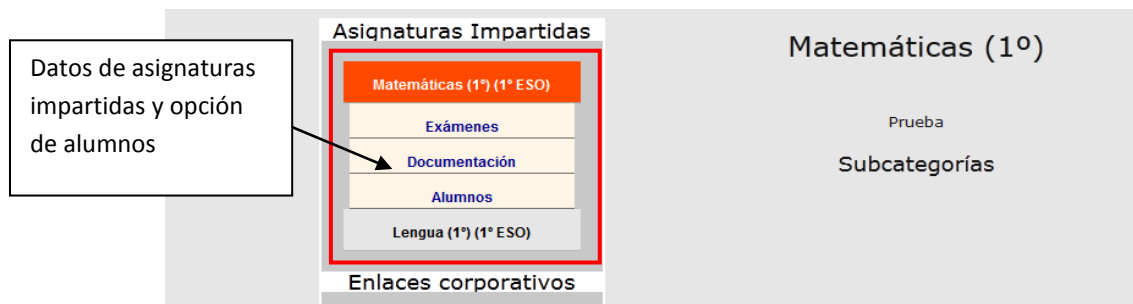 Datos de asignaturas
impartidas y opción
de alumnos
Asignaturas Impartidas
Matemáticas (1º) (1º ESO)
Exámenes
Documentación
Alumnos
Lengua (1º) (1º ESO)
Enlaces corporativos
Matemáticas (1º)
Prueba
Subcategorías